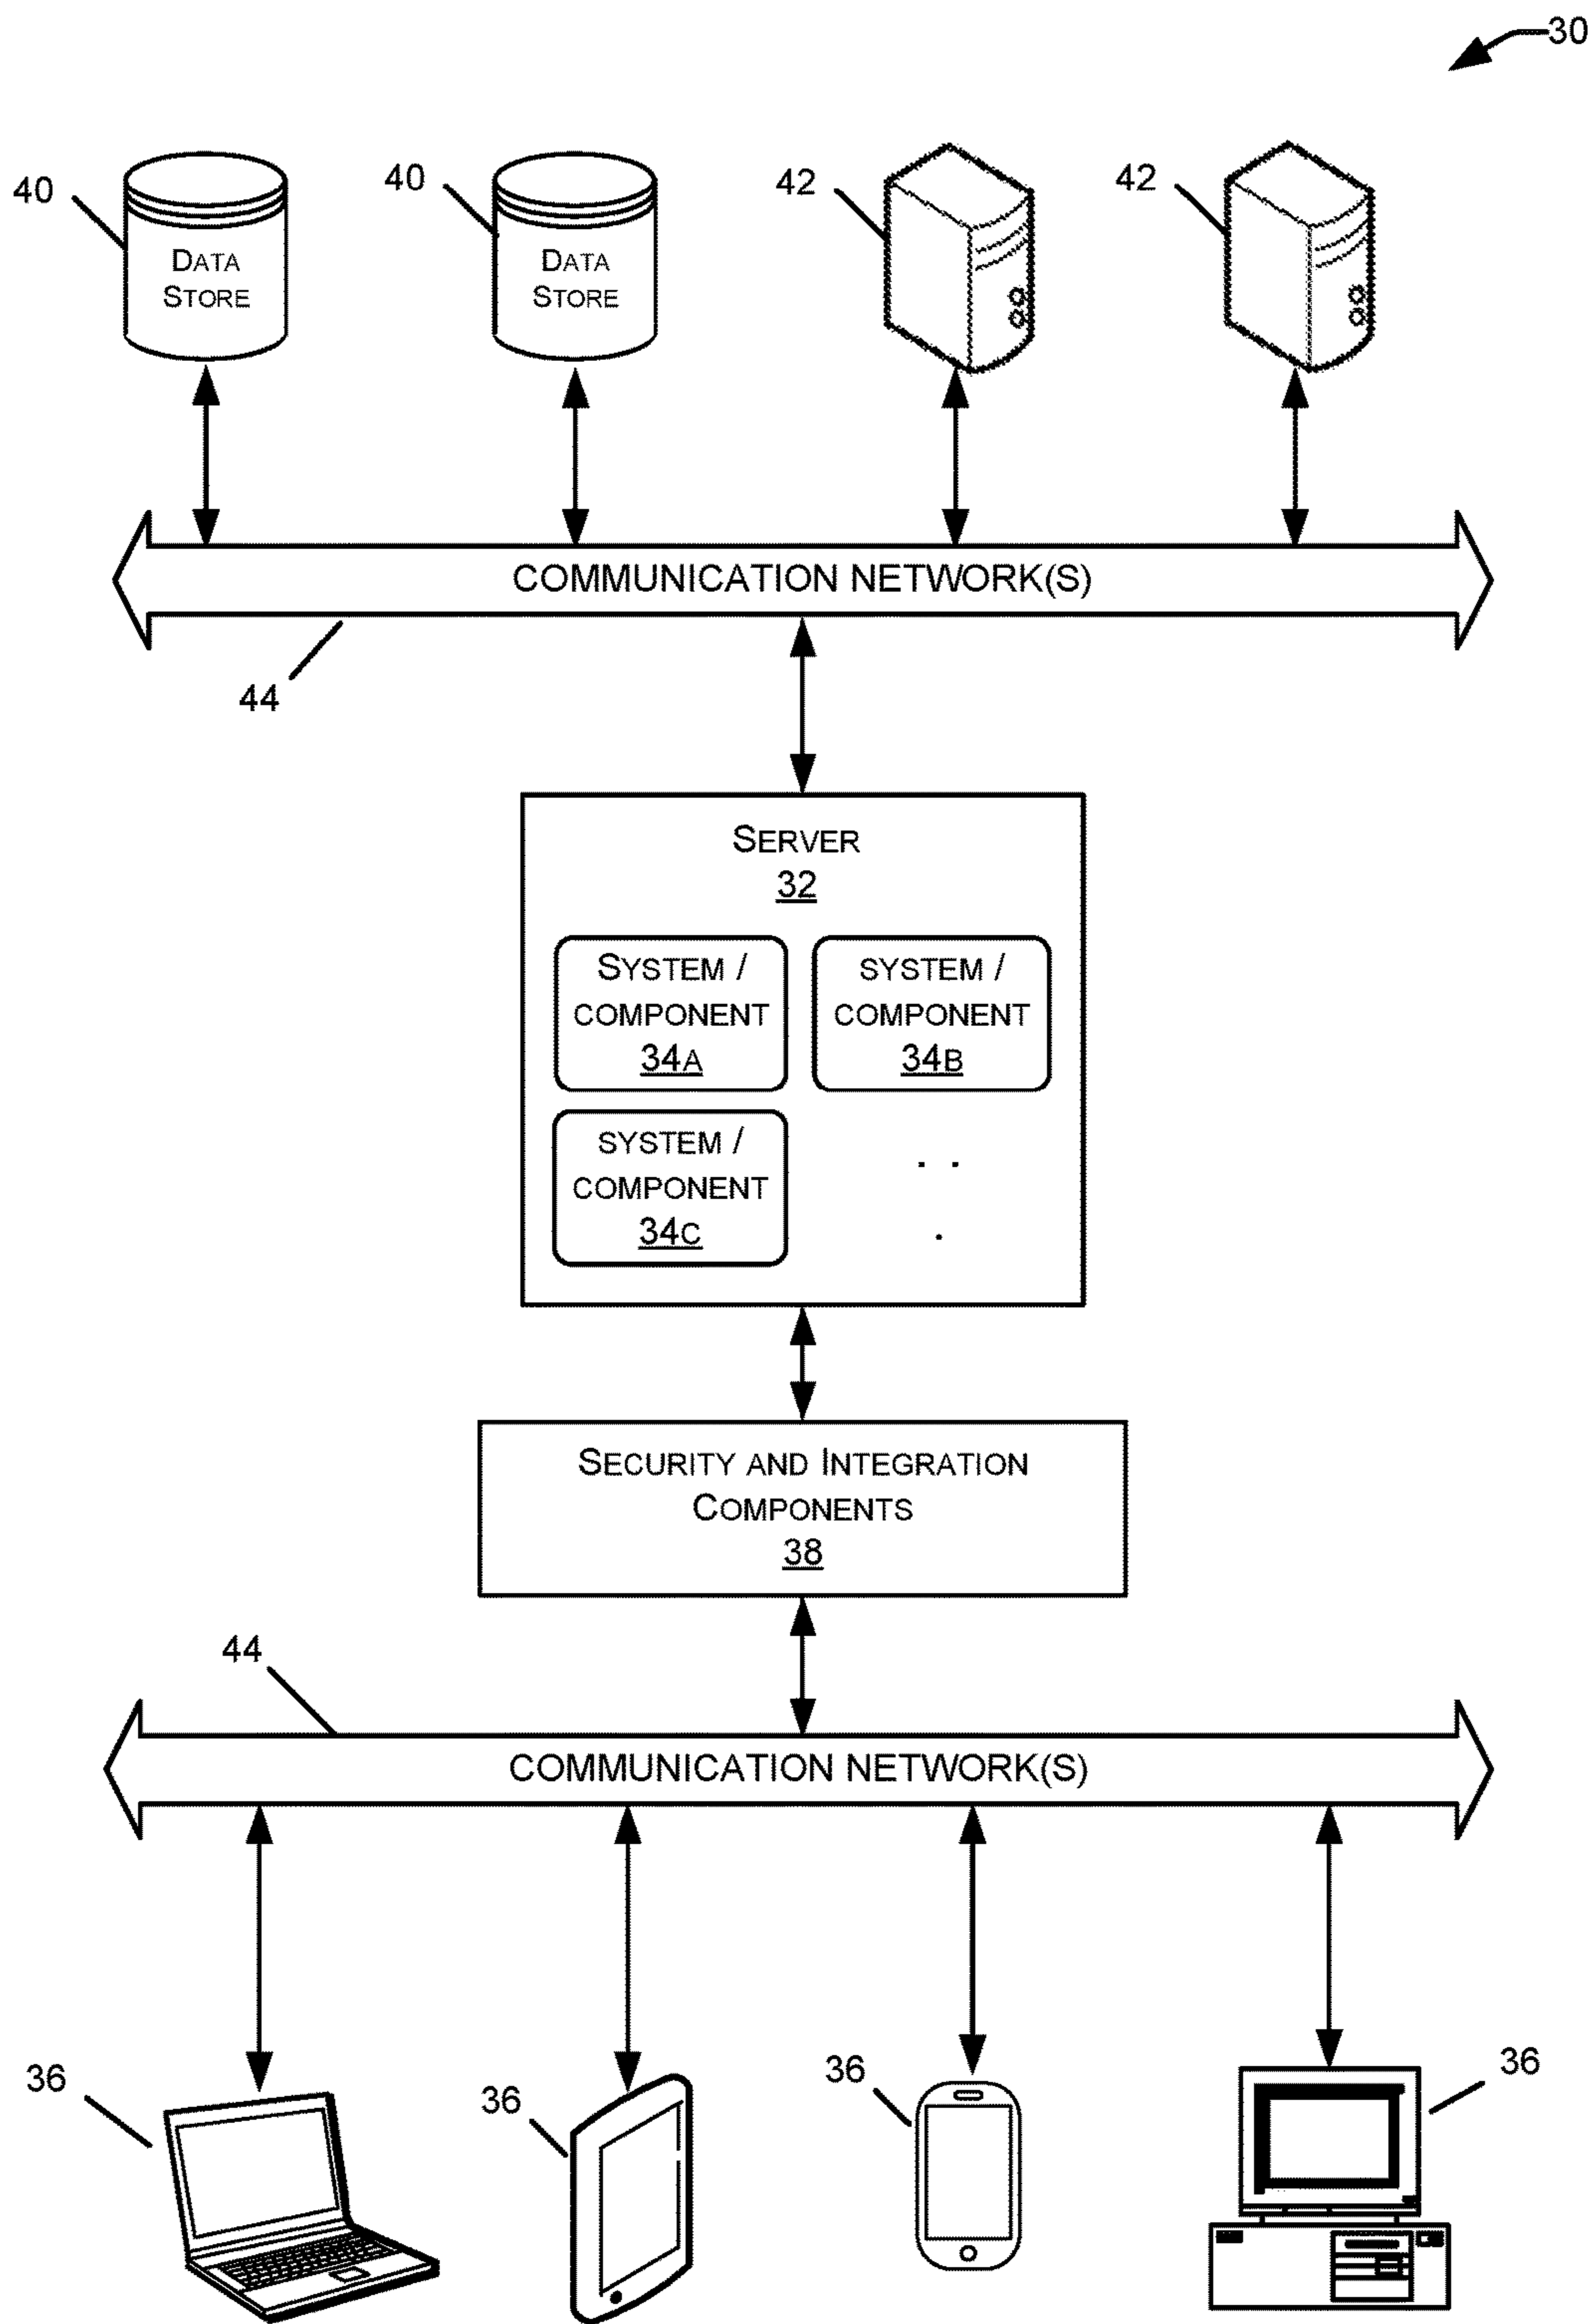 30
40
40
42
42
DATA
STORE
DATA
STORE
COMMUNICATION NETWORK(S)
44
SERVER
32
SYSTEM /
COMPONENT
34A
SYSTEM /
COMPONENT
34B
SYSTEM /
COMPONENT
34C
. .
.
SECURITY AND INTEGRATION
COMPONENTS
38
44
COMMUNICATION NETWORK(S)
36
36
36
36